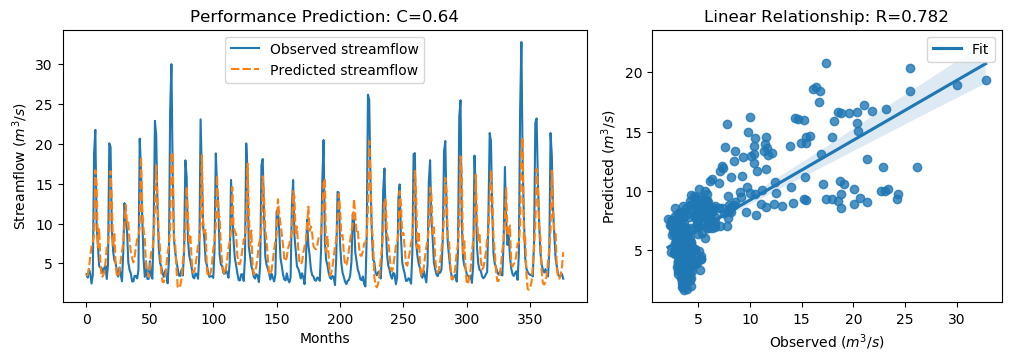 Performance Prediction: C=0.64
Observed streamflow
Predicted streamflow
Streamflow (m³/s)
30
25
20
15
10
5
0
50
100
150
200
250
300
350
Months
Linear Relationship: R=0.782
Fit
Predicted (m³/s)
20
15
10
5
5
10
15
20
25
30
Observed (m³/s)